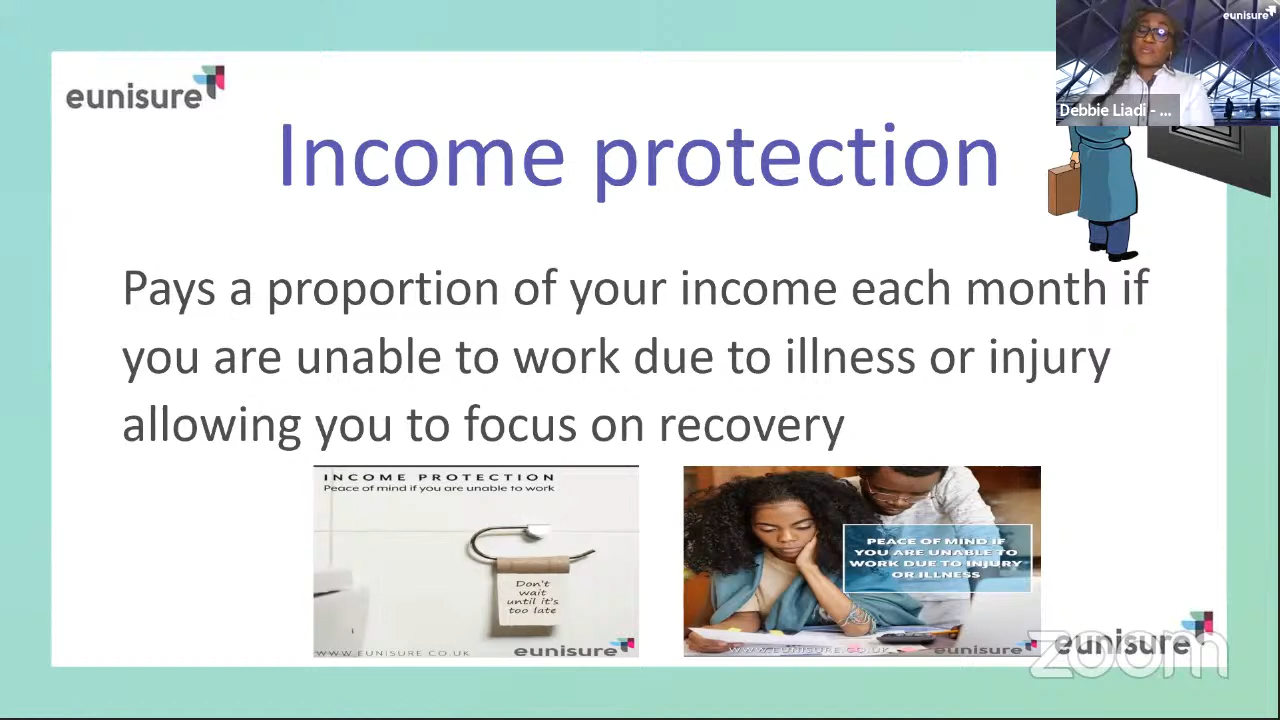 eunisure
Debbie Liadi - ...
eunisure
Income protection
Pays a proportion of your income each month if
you are unable to work due to illness or injury
allowing you to focus on recovery
INCOME PROTECTION
Peace of mind if you are unable to work
Don't
wait
until it's
too late
WWW.EUNISURE.CO.UK
eunisure
PEACE OF MIND IF
YOU ARE UNABLE TO
WORK DUE TO INJURY
OR ILLNESS
WWW.EUNISURE.CO.UK
eunisure
eunisure
zoom